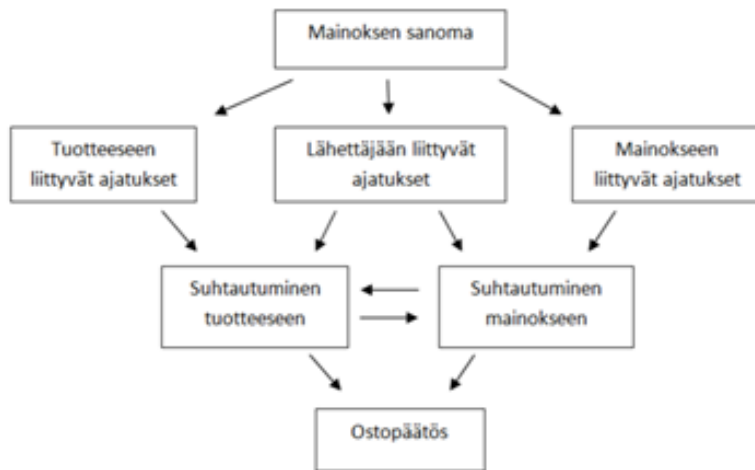 Mainoksen sanoma
Tuotteeseen
liittyvät ajatukset
Lähettäjään liittyvät
ajatukset
Mainokseen
liittyvät ajatukset
Suhtautuminen
tuotteeseen
Suhtautuminen
mainokseen
Ostopäätös